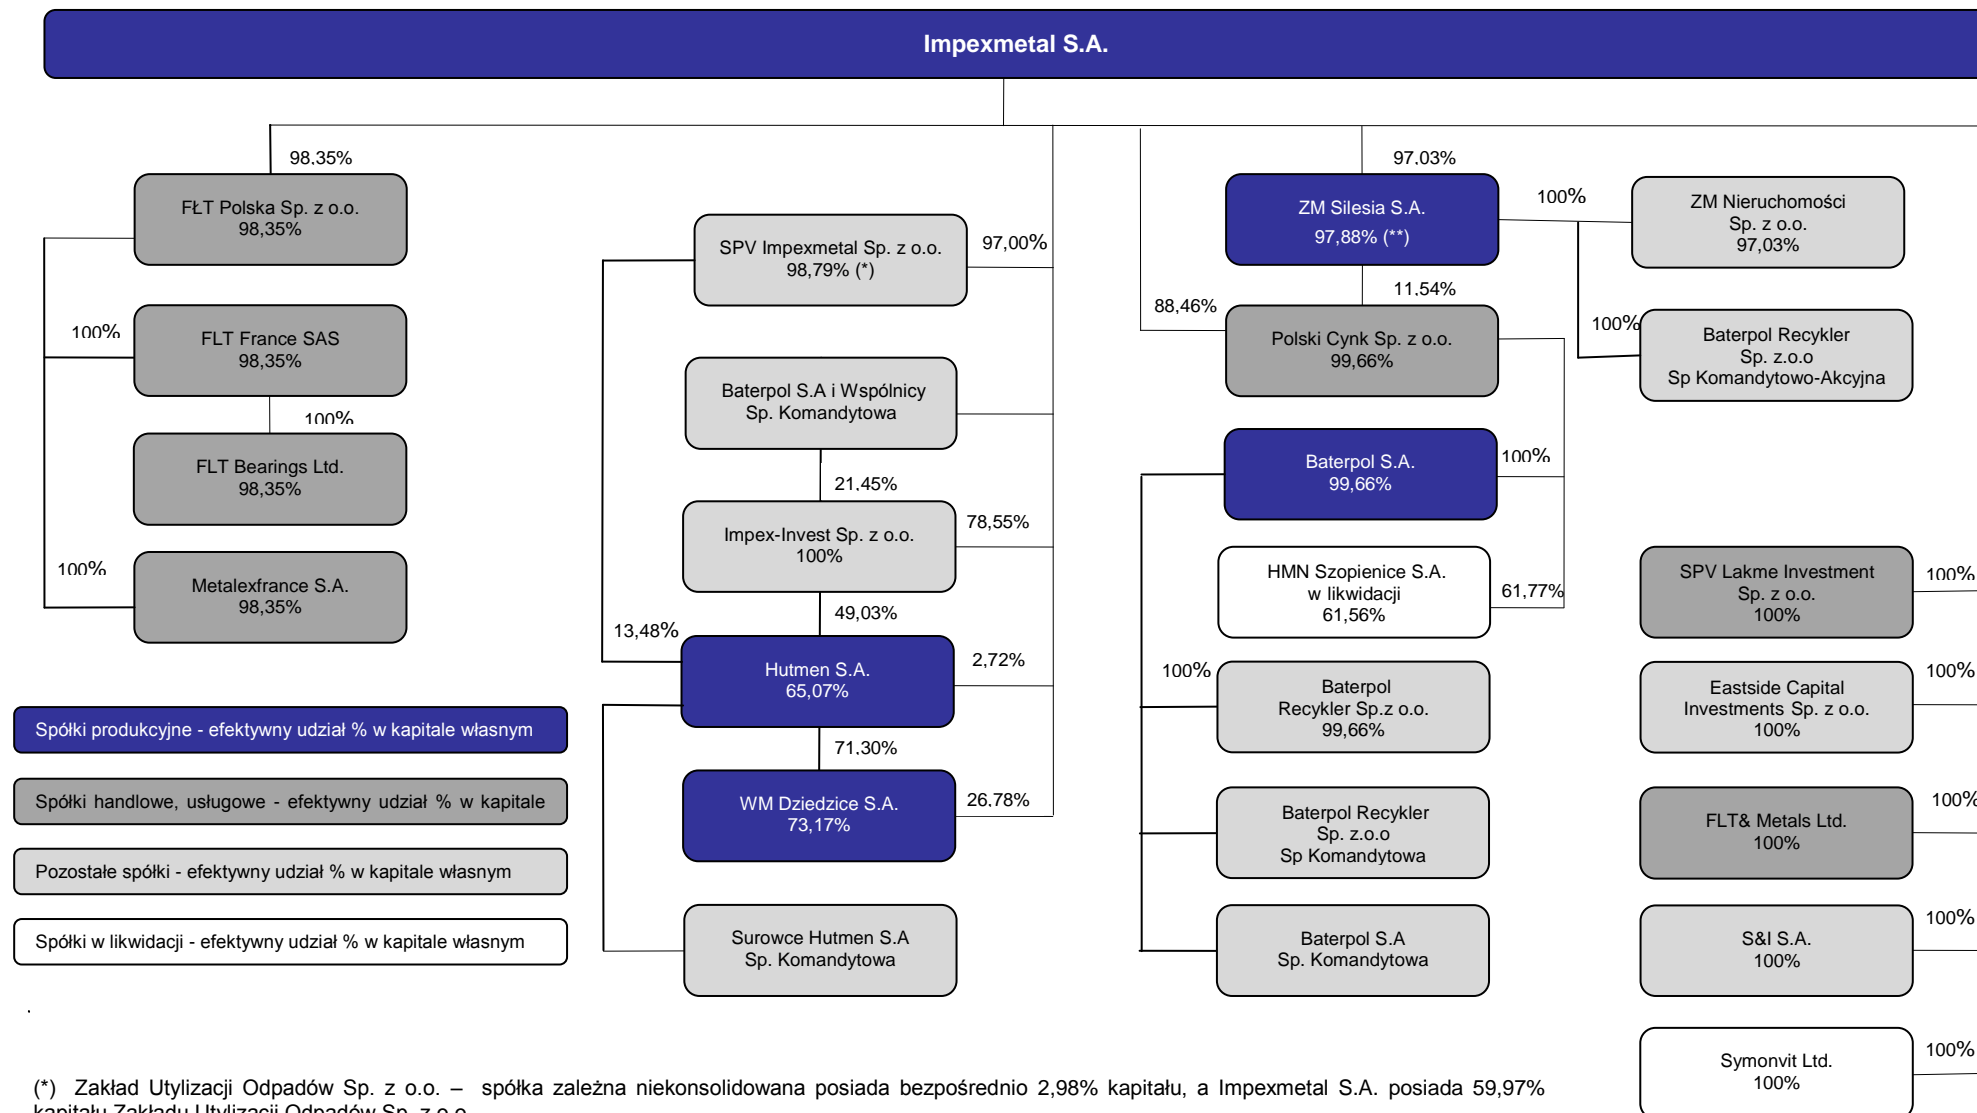 Impexmetal S.A.
98,35%
FŁT Polska Sp. z o.o.
98,35%
100%
FLT France SAS
98,35%
100%
FLT Bearings Ltd.
98,35%
100%
Metalexfrance S.A.
98,35%
SPV Impexmetal Sp. z o.o.
98,79% (*)
97,00%
Baterpol S.A i Wspólnicy
Sp. Komandytowa
21,45%
Impex-Invest Sp. z o.o.
100%
78,55%
49,03%
13,48%
Hutmen S.A.
65,07%
2,72%
71,30%
WM Dziedzice S.A.
73,17%
26,78%
Surowce Hutmen S.A
Sp. Komandytowa
97,03%
ZM Silesia S.A.
97,88% (**)
100%
ZM Nieruchomości
Sp. z o.o.
97,03%
11,54%
88,46%
Polski Cynk Sp. z o.o.
99,66%
100%
Baterpol Recykler
Sp. z.o.o
Sp Komandytowo-Akcyjna
Baterpol S.A.
99,66%
100%
HMN Szopienice S.A.
w likwidacji
61,56%
61,77%
100%
Baterpol
Recykler Sp.z o.o.
99,66%
Baterpol Recykler
Sp. z.o.o
Sp Komandytowa
Baterpol S.A
Sp. Komandytowa
SPV Lakme Investment
Sp. z o.o.
100%
100%
Eastside Capital
Investments Sp. z o.o.
100%
100%
FLT& Metals Ltd.
100%
100%
S&I S.A.
100%
100%
Symonvit Ltd.
100%
100%
Spółki produkcyjne - efektywny udział % w kapitale własnym
Spółki handlowe, usługowe - efektywny udział % w kapitale
Pozostałe spółki - efektywny udział % w kapitale własnym
Spółki w likwidacji - efektywny udział % w kapitale własnym
.
(*) Zakład Utylizacji Odpadów Sp. z o.o. – spółka zależna niekonsolidowana posiada bezpośrednio 2,98% kapitału, a Impexmetal S.A. posiada 59,97%
kapitału Zakładu Utylizacji Odpadów Sp. z o.o.